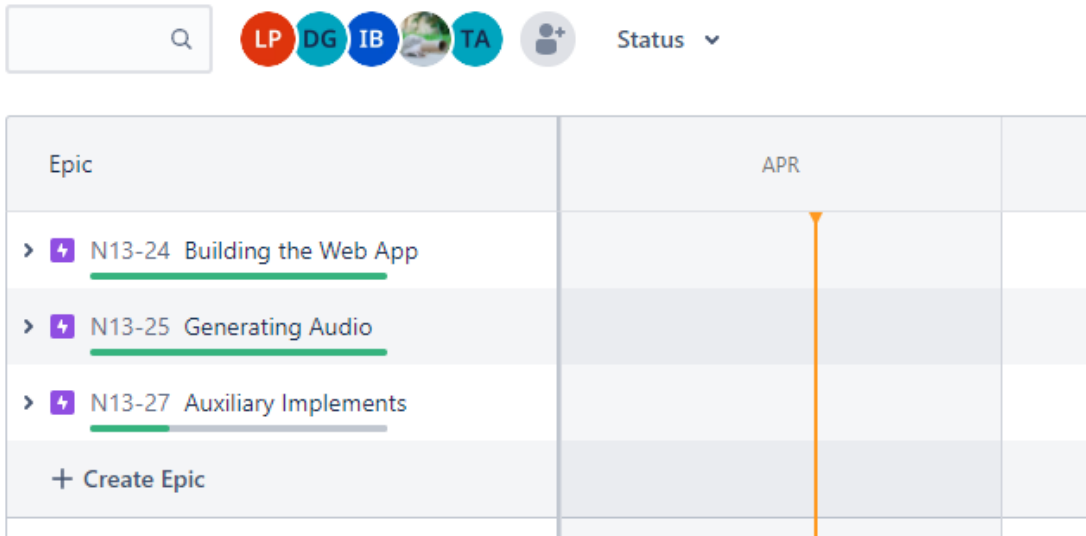 LP DG IB TA Status
Epic APR
N13-24 Building the Web App
N13-25 Generating Audio
N13-27 Auxiliary Implements
+ Create Epic